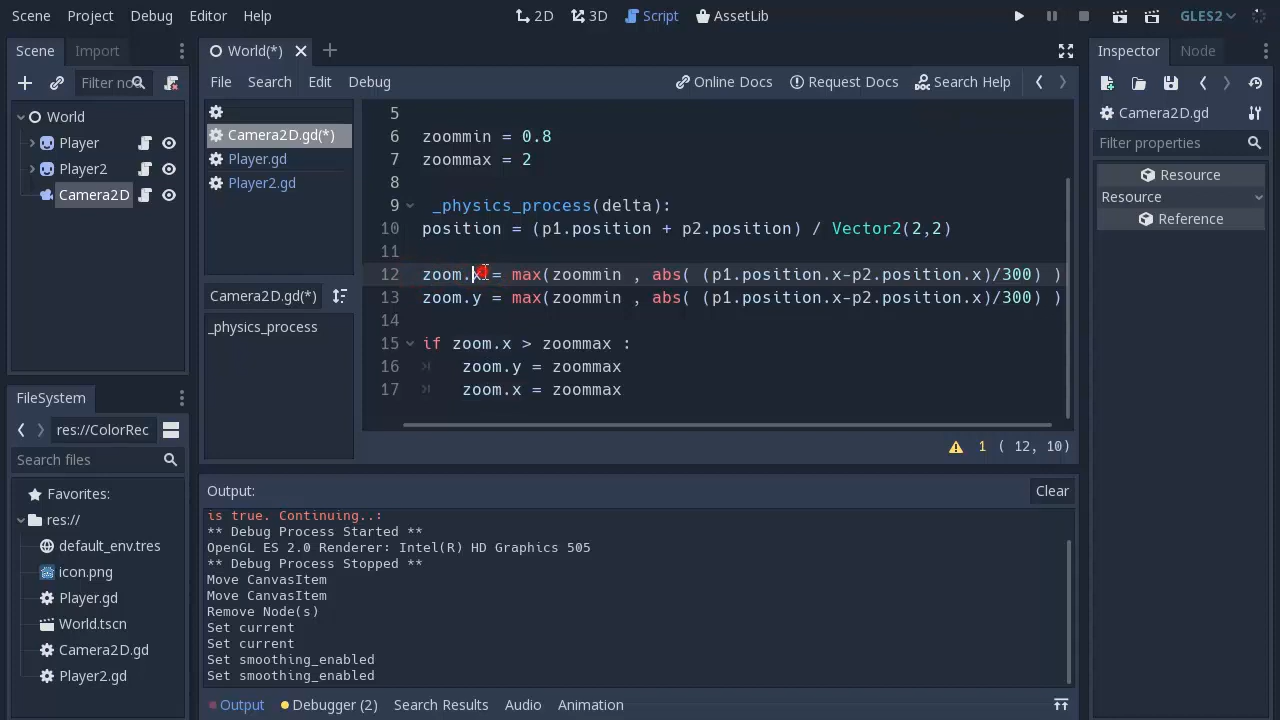 Scene Project Debug Editor Help
2D 3D Script AssetLib
GLES2
Scene Import
World(*)
Inspector Node
Filter no
File Search Edit Debug
Online Docs Request Docs Search Help
World
Player
Player2
Camera2D
Camera2D.gd(*)
Player.gd
Player2.gd
Camera2D.gd(*)
_physics_process
5
6 zoommin = 0.8
7 zoommax = 2
8
9 _physics_process(delta):
10 position = (p1.position + p2.position) / Vector2(2,2)
11
12 zoom.x = max(zoommin , abs( (p1.position.x-p2.position.x)/300) )
13 zoom.y = max(zoommin , abs( (p1.position.x-p2.position.x)/300) )
14
15 if zoom.x > zoommax :
16 zoom.y = zoommax
17 zoom.x = zoommax
1 ( 12, 10)
Camera2D.gd
Filter properties
Resource
Resource
Reference
FileSystem
res://ColorRec
Search files
Favorites:
res://
default_env.tres
icon.png
Player.gd
World.tscn
Camera2D.gd
Player2.gd
Output:
Clear
is true. Continuing..:
** Debug Process Started **
OpenGL ES 2.0 Renderer: Intel(R) HD Graphics 505
** Debug Process Stopped **
Move CanvasItem
Move CanvasItem
Remove Node(s)
Set current
Set current
Set smoothing_enabled
Set smoothing_enabled
Output Debugger (2) Search Results Audio Animation